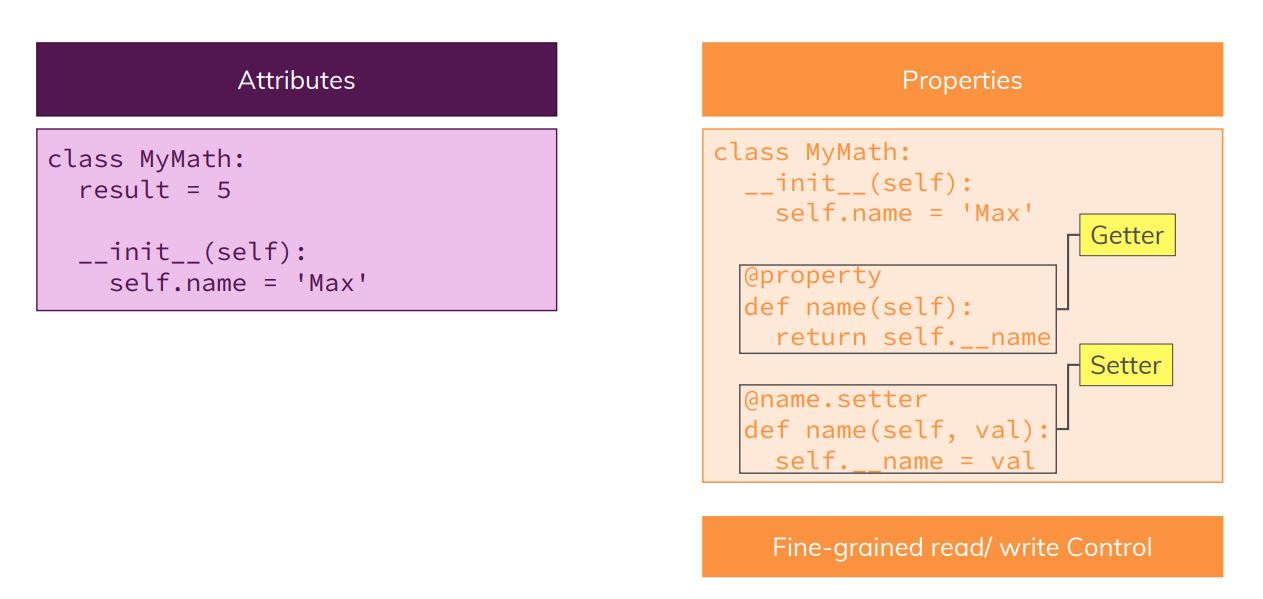 Attributes
class MyMath:
  result = 5

  __init__(self):
    self.name = 'Max'
Properties
class MyMath:
  __init__(self):
    self.name = 'Max'
Getter
  @property
  def name(self):
    return self.__name
Setter
  @name.setter
  def name(self, val):
    self.__name = val
Fine-grained read/ write Control